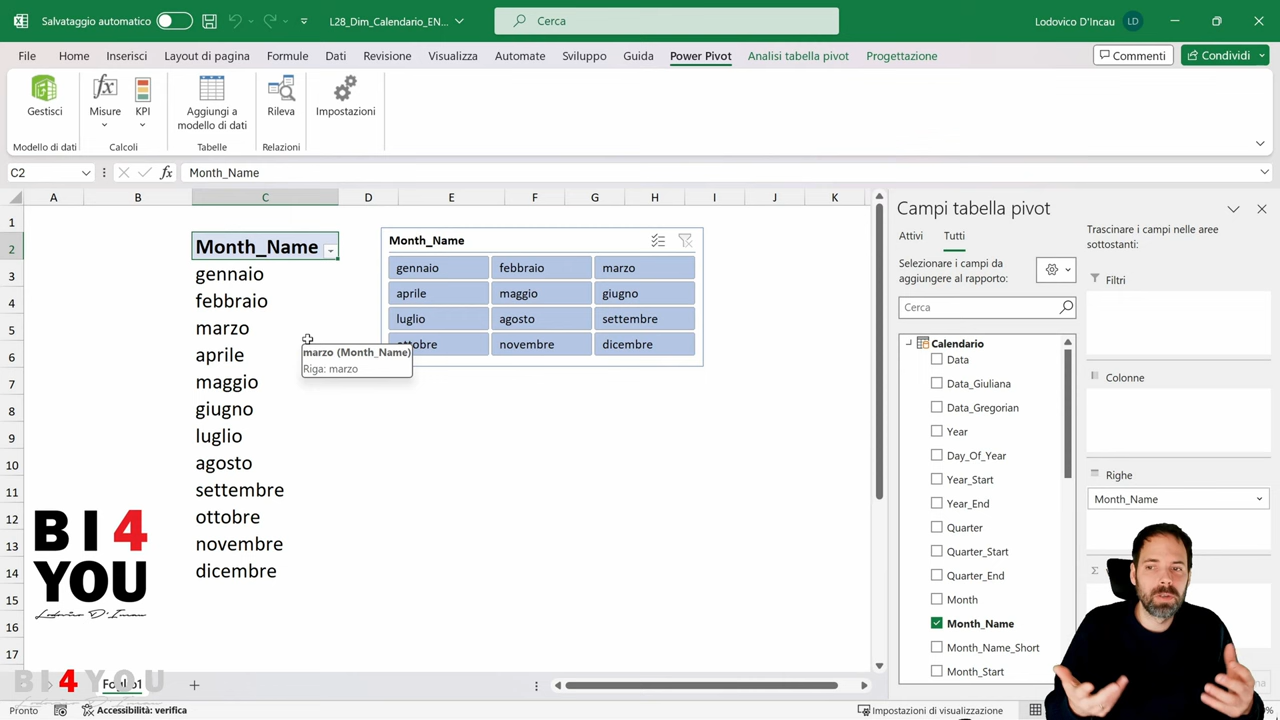 Salvataggio automatico
L28_Dim_Calendario_EN...
Cerca
Lodovico D'Incau
LD
File
Home
Inserisci
Layout di pagina
Formule
Dati
Revisione
Visualizza
Automate
Sviluppo
Guida
Power Pivot
Analisi tabella pivot
Progettazione
Commenti
Condividi
Gestisci
Misure
KPI
Aggiungi a
modello di dati
Rileva
Impostazioni
Modello di dati
Calcoli
Tabelle
Relazioni
C2
fx
Month_Name
A B C D E F G H I J K
1
2
3
4
5
6
7
8
9
10
11
12
13
14
15
16
17
Month_Name
gennaio
febbraio
marzo
aprile
maggio
giugno
luglio
agosto
settembre
ottobre
novembre
dicembre
Month_Name
gennaio febbraio marzo
aprile maggio giugno
luglio agosto settembre
ottobre novembre dicembre
marzo (Month_Name)
Riga: marzo
BI4
YOU
Lodovico D'Incau
Campi tabella pivot
Attivi
Tutti
Selezionare i campi da
aggiungere al rapporto:
Cerca
Calendario
Data
Data_Giuliana
Data_Gregorian
Year
Day_Of_Year
Year_Start
Year_End
Quarter
Quarter_Start
Quarter_End
Month
Month_Name
Month_Name_Short
Month_Start
Trascinare i campi nelle aree
sottostanti:
Filtri
Colonne
Righe
Month_Name
Σ
BI4YOU
Foglio1
Pronto
Accessibilità: verifica
Impostazioni di visualizzazione